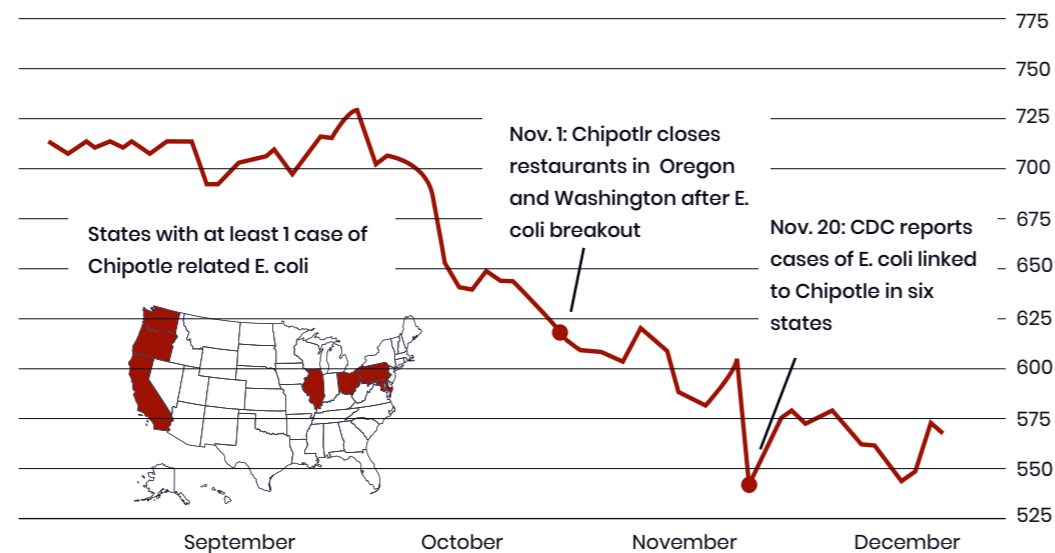 775
750
725
700
675
650
625
600
575
550
525
Nov. 1: Chipotlr closes
restaurants in Oregon
and Washington after E.
coli breakout
Nov. 20: CDC reports
cases of E. coli linked
to Chipotle in six
states
States with at least 1 case of
Chipotle related E. coli
September
October
November
December